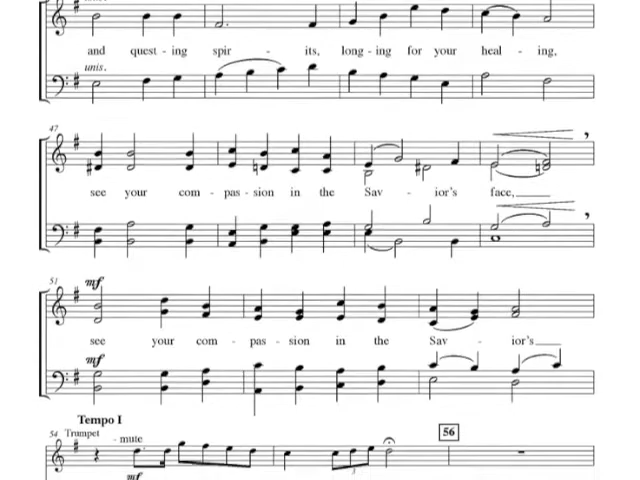 and quest - ing spir - its, long - ing for your heal - ing,
unis.
47
see your com - pas - sion in the Sav - ior's face,
51
mf
see your com - pas - sion in the Sav - ior's
mf
Tempo I
54 Trumpet - mute 56
mf
3